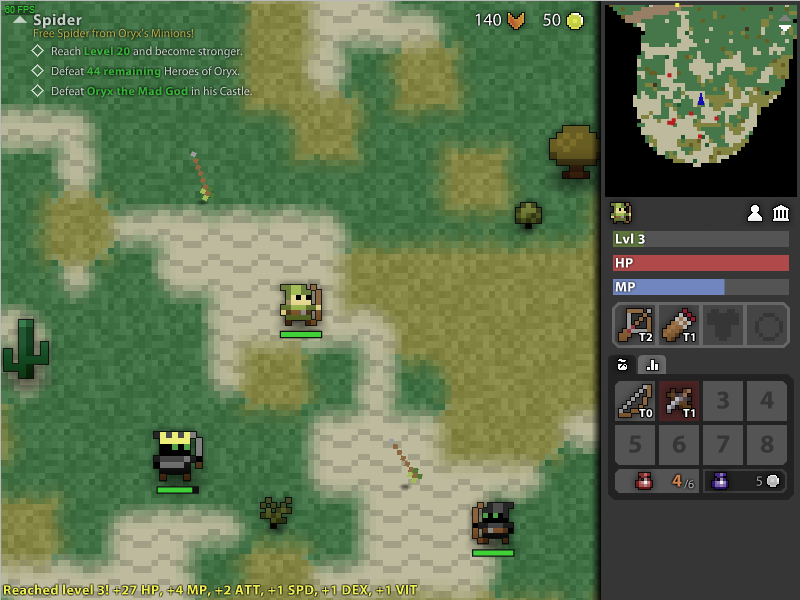 60 FPS
Spider
140
50
Free Spider from Oryx's Minions!
Reach Level 20 and become stronger.
Defeat 44 remaining Heroes of Oryx.
Defeat Oryx the Mad God in his Castle.
Lvl 3
HP
MP
T2
T1
T0
T1
3
4
5
6
7
8
4/6
5
Reached level 3! +27 HP, +4 MP, +2 ATT, +1 SPD, +1 DEX, +1 VIT